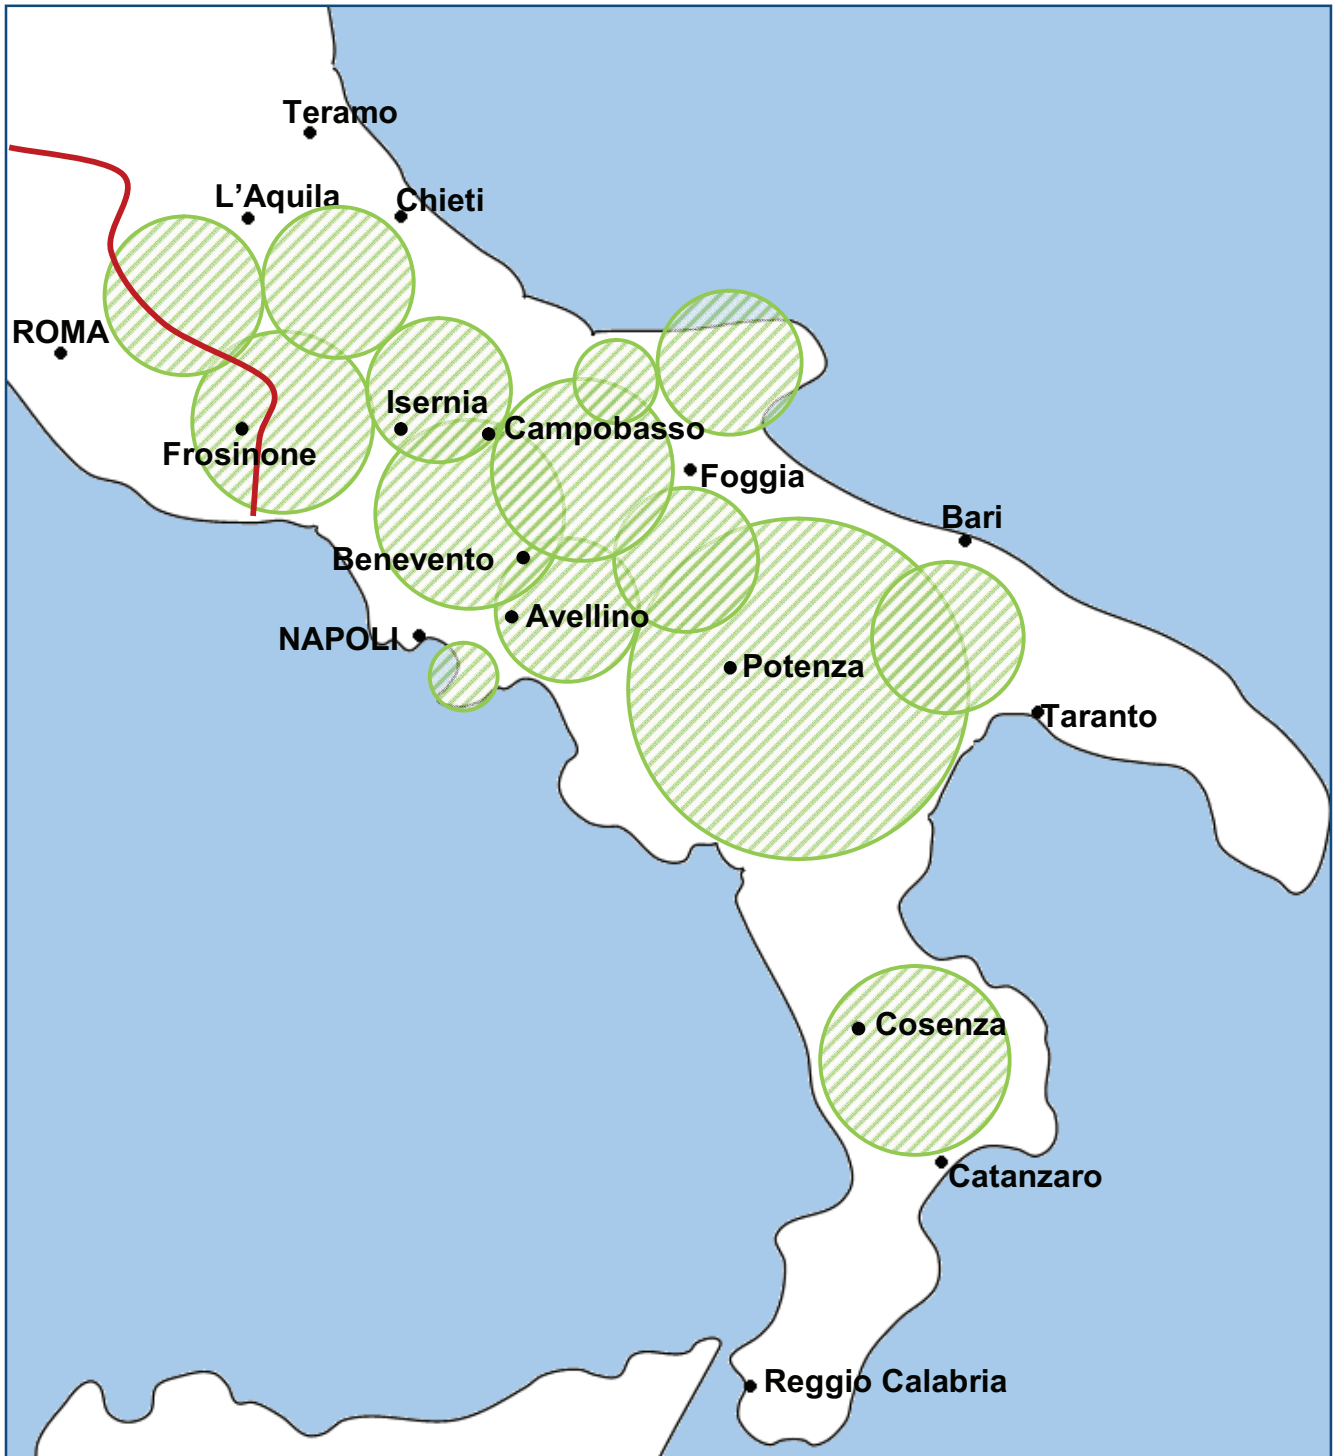 Teramo
L’Aquila
Chieti
ROMA
Isernia
Campobasso
Frosinone
Foggia
Bari
Benevento
Avellino
NAPOLI
Potenza
Taranto
Cosenza
Catanzaro
Reggio Calabria